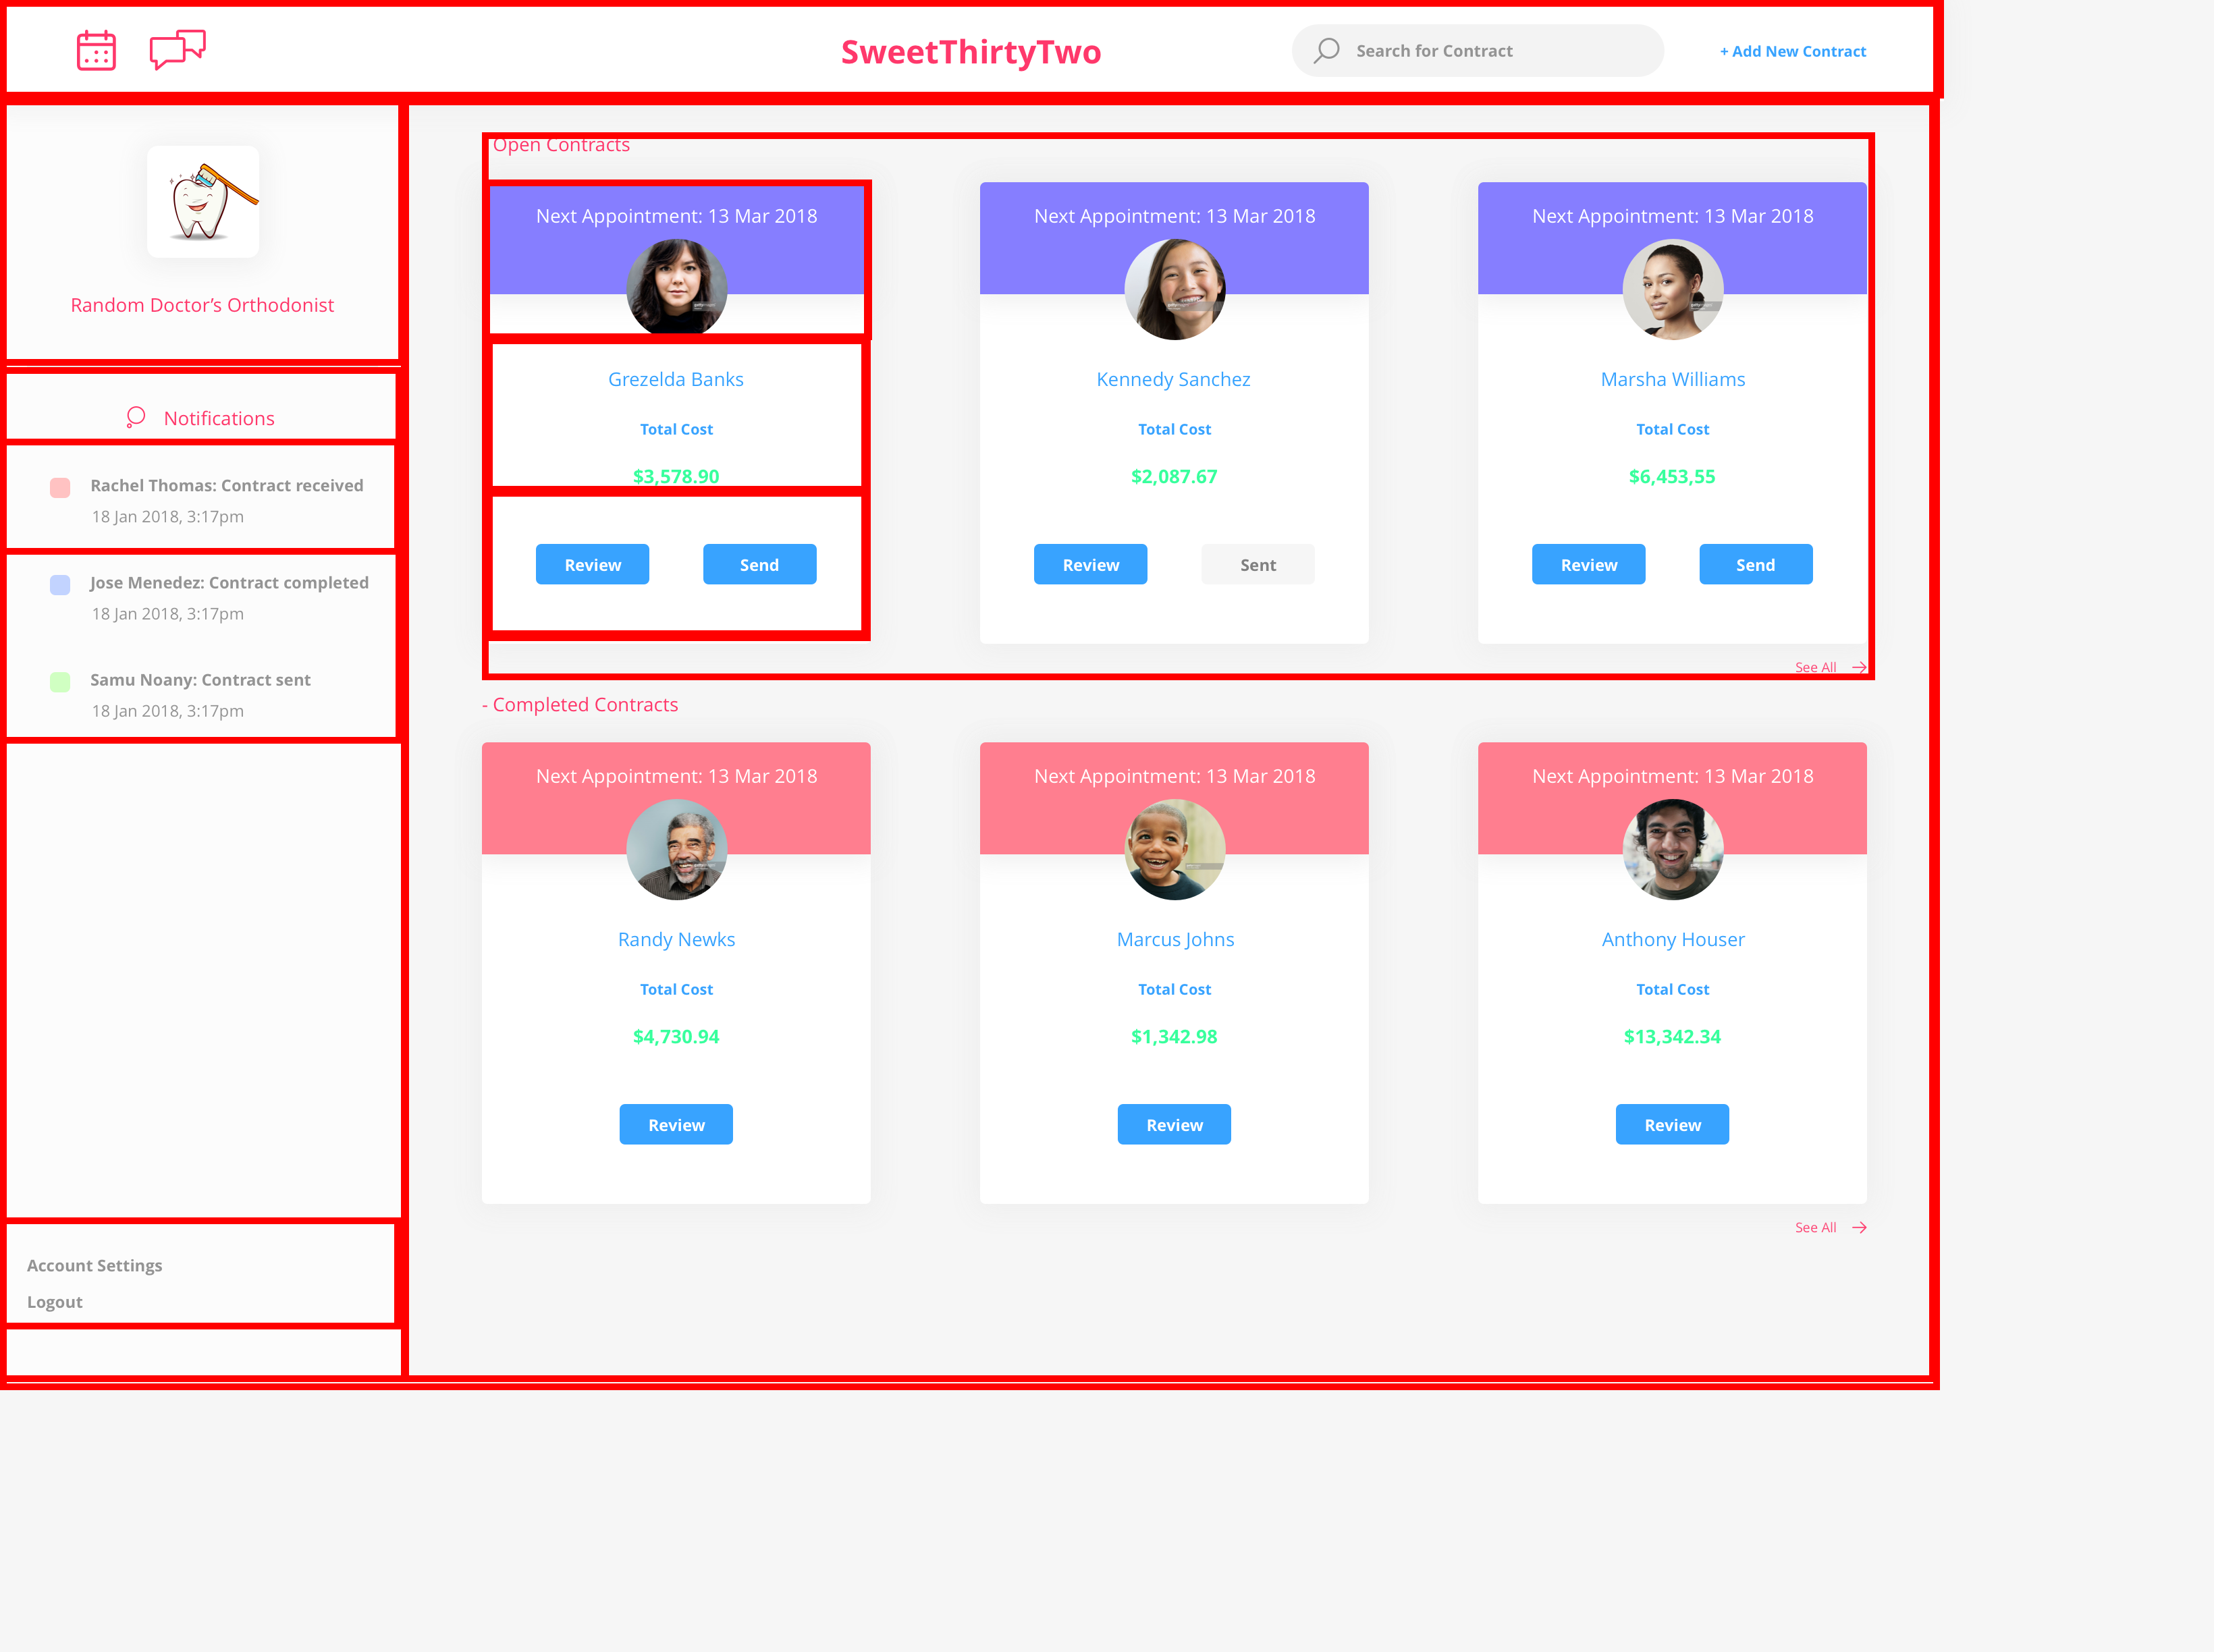 SweetThirtyTwo
Search for Contract
+ Add New Contract
Random Doctor’s Orthodonist
Notifications
Rachel Thomas: Contract received
18 Jan 2018, 3:17pm
Jose Menedez: Contract completed
18 Jan 2018, 3:17pm
Samu Noany: Contract sent
18 Jan 2018, 3:17pm
Account Settings
Logout
Open Contracts
Next Appointment: 13 Mar 2018
Grezelda Banks
Total Cost
$3,578.90
Review
Send
Next Appointment: 13 Mar 2018
Kennedy Sanchez
Total Cost
$2,087.67
Review
Sent
Next Appointment: 13 Mar 2018
Marsha Williams
Total Cost
$6,453,55
Review
Send
See All
- Completed Contracts
Next Appointment: 13 Mar 2018
Randy Newks
Total Cost
$4,730.94
Review
Next Appointment: 13 Mar 2018
Marcus Johns
Total Cost
$1,342.98
Review
Next Appointment: 13 Mar 2018
Anthony Houser
Total Cost
$13,342.34
Review
See All